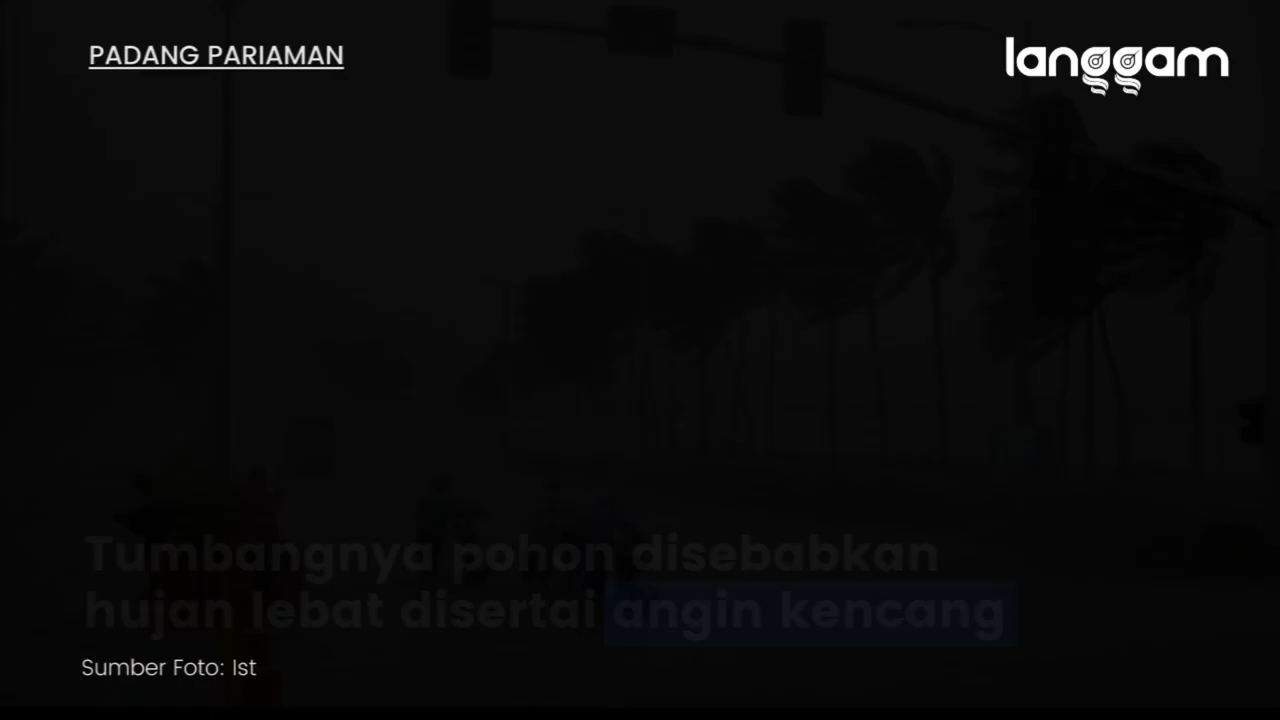 PADANG PARIAMAN
langgam
Tumbangnya pohon disebabkan
hujan lebat disertai angin kencang
Sumber Foto: Ist